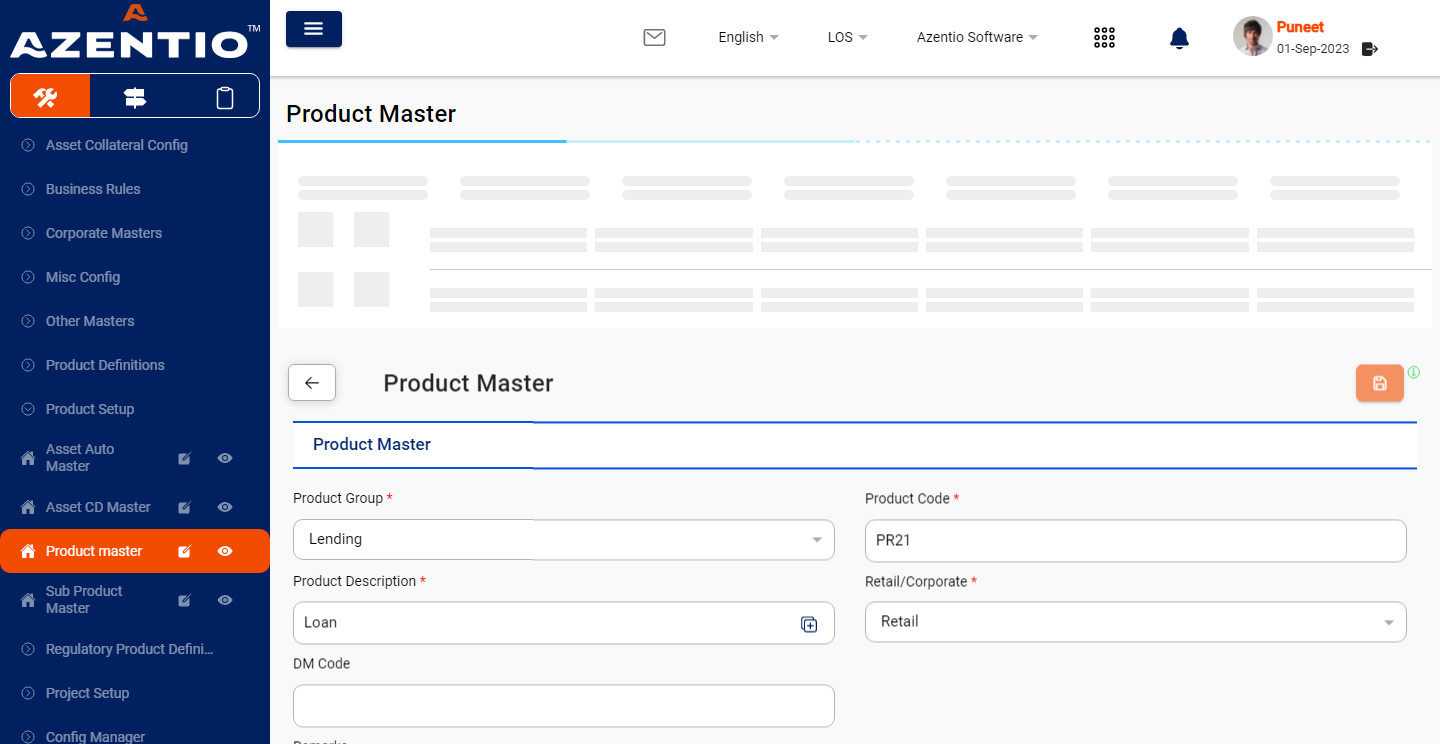 AZENTIO™
English
LOS
Azentio Software
Puneet
01-Sep-2023
Asset Collateral Config
Business Rules
Corporate Masters
Misc Config
Other Masters
Product Definitions
Product Setup
Asset Auto
Master
Asset CD Master
Product master
Sub Product
Master
Regulatory Product Defini...
Project Setup
Config Manager
Product Master
Product Master
Product Master
Product Group *
Lending
Product Code *
PR21
Product Description *
Loan
Retail/Corporate *
Retail
DM Code
Remarks